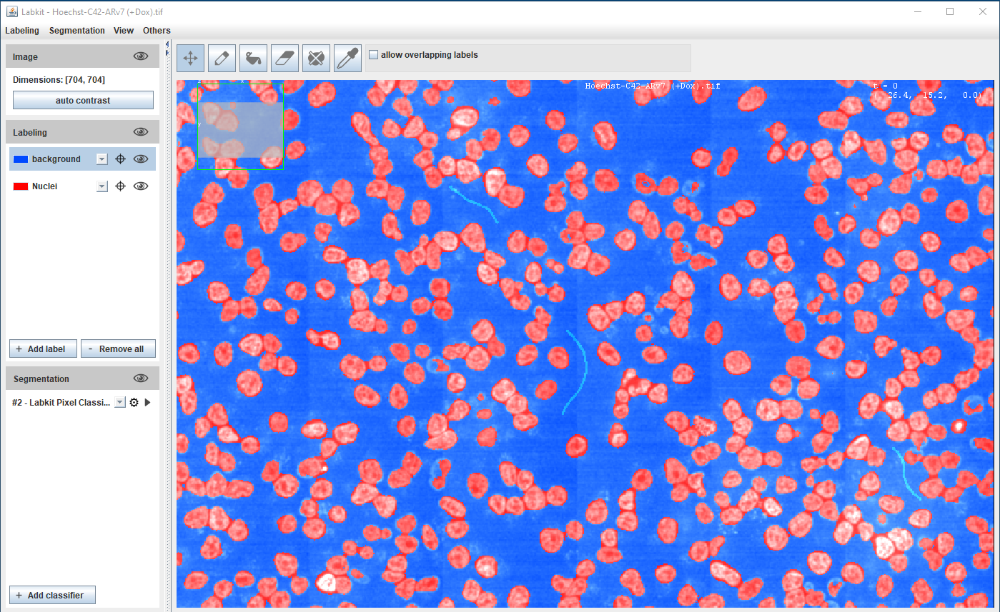 Labkit - Hoechst-C42-ARv7 (+Dox).tif
Labeling Segmentation View Others
Image
Dimensions: [704, 704]
auto contrast
Labeling
background
Nuclei
+ Add label
- Remove all
Segmentation
#2 - Labkit Pixel Classi...
+ Add classifier
allow overlapping labels
Hoechst-C42-ARv7 (+Dox).tif
t = 0
( 26.4, 15.2, 0.0)